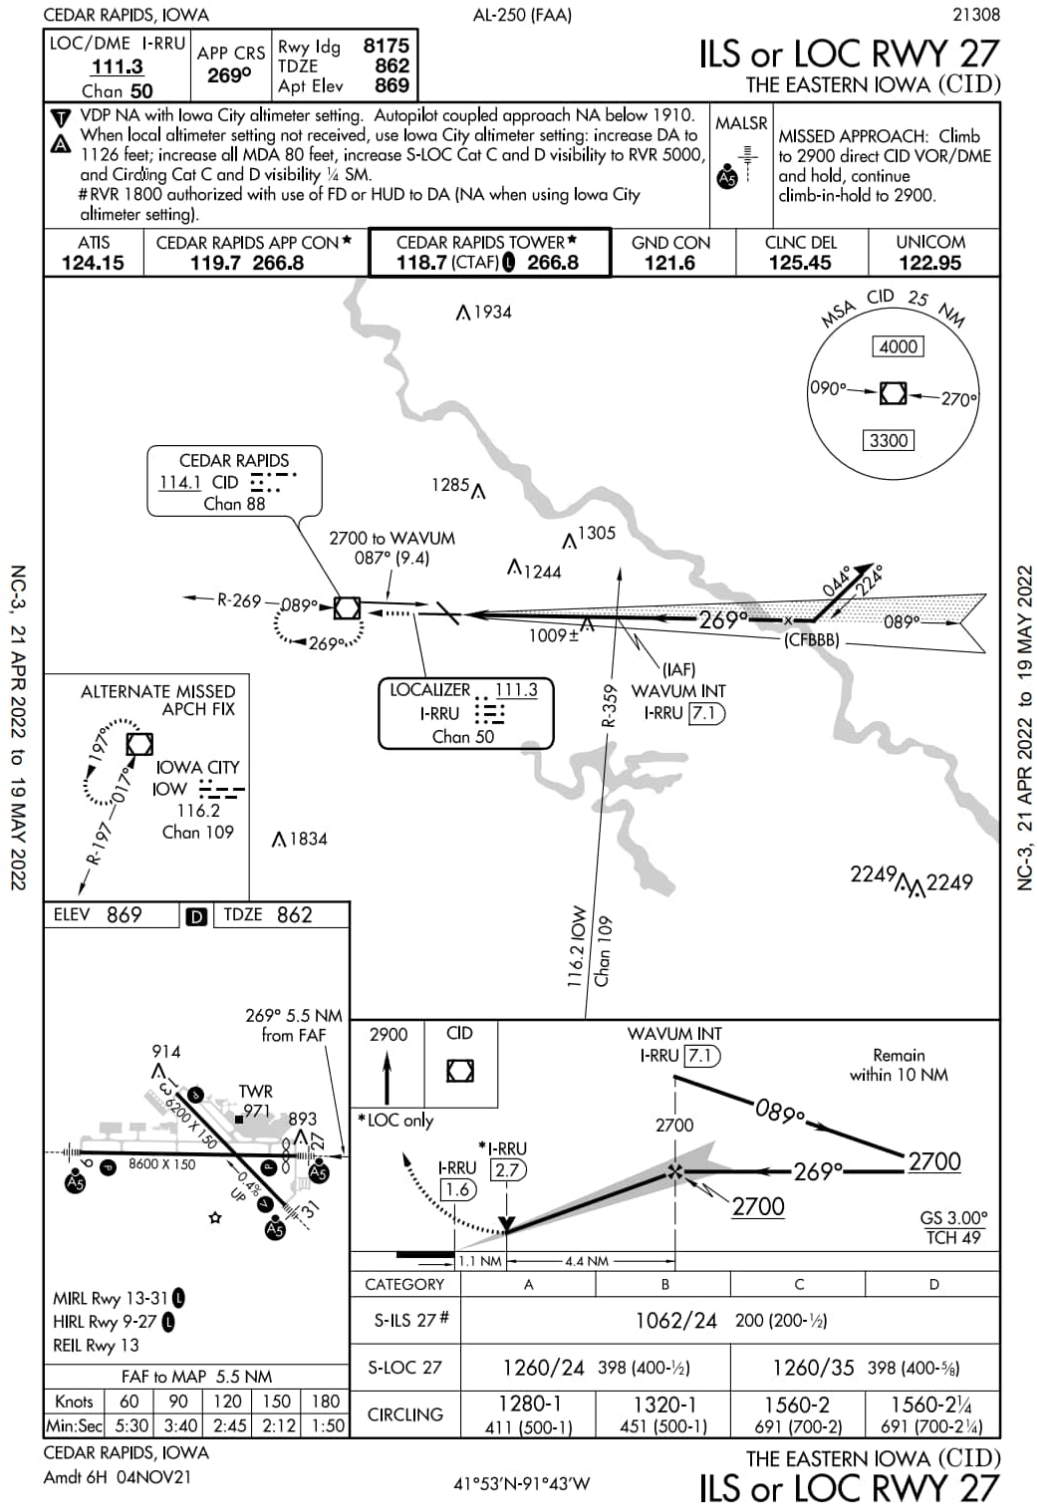 CEDAR RAPIDS, IOWA
AL-250 (FAA)
21308
LOC/DME I-RRU
111.3
Chan 50
APP CRS
269°
Rwy ldg 8175
TDZE 862
Apt Elev 869
ILS or LOC RWY 27
THE EASTERN IOWA (CID)
T
A
VDP NA with Iowa City altimeter setting. Autopilot coupled approach NA below 1910.
When local altimeter setting not received, use Iowa City altimeter setting: increase DA to
1126 feet; increase all MDA 80 feet, increase S-LOC Cat C and D visibility to RVR 5000,
and Circling Cat C and D visibility ¼ SM.
#RVR 1800 authorized with use of FD or HUD to DA (NA when using Iowa City
altimeter setting).
MALSR
A5
MISSED APPROACH: Climb
to 2900 direct CID VOR/DME
and hold, continue
climb-in-hold to 2900.
ATIS
124.15
CEDAR RAPIDS APP CON*
119.7 266.8
CEDAR RAPIDS TOWER*
118.7 (CTAF) L 266.8
GND CON
121.6
CLNC DEL
125.45
UNICOM
122.95
1934
MSA CID 25 NM
4000
090°
270°
3300
CEDAR RAPIDS
114.1 CID
Chan 88
1285
2700 to WAVUM
087° (9.4)
1305
1244
R-269
089°
269°
1009±
269°
044°
224°
089°
(CFBBB)
(IAF)
WAVUM INT
I-RRU 7.1
LOCALIZER 111.3
I-RRU
Chan 50
R-359
116.2 IOW
Chan 109
ALTERNATE MISSED
APCH FIX
197°
017°
R-197
IOWA CITY
IOW
116.2
Chan 109
1834
2249
2249
NC-3, 21 APR 2022 to 19 MAY 2022
NC-3, 21 APR 2022 to 19 MAY 2022
ELEV 869
D
TDZE 862
269° 5.5 NM
from FAF
914
TWR
971
893
13
6200 X 150
27
9
8600 X 150
P
P
P
V
0.4%
UP
31
A5
A5
A5
MIRL Rwy 13-31 L
HIRL Rwy 9-27 L
REIL Rwy 13
FAF to MAP 5.5 NM
Knots 60 90 120 150 180
Min:Sec 5:30 3:40 2:45 2:12 1:50
2900
CID
*LOC only
WAVUM INT
I-RRU 7.1
Remain
within 10 NM
089°
2700
2700
269°
2700
*I-RRU
2.7
I-RRU
1.6
GS 3.00°
TCH 49
1.1 NM
4.4 NM
CATEGORY A B C D
S-ILS 27# 1062/24 200 (200-½)
S-LOC 27 1260/24 398 (400-½) 1260/35 398 (400-⅝)
CIRCLING
1280-1
411 (500-1)
1320-1
451 (500-1)
1560-2
691 (700-2)
1560-2¼
691 (700-2¼)
CEDAR RAPIDS, IOWA
Amdt 6H 04NOV21
41°53'N-91°43'W
THE EASTERN IOWA (CID)
ILS or LOC RWY 27